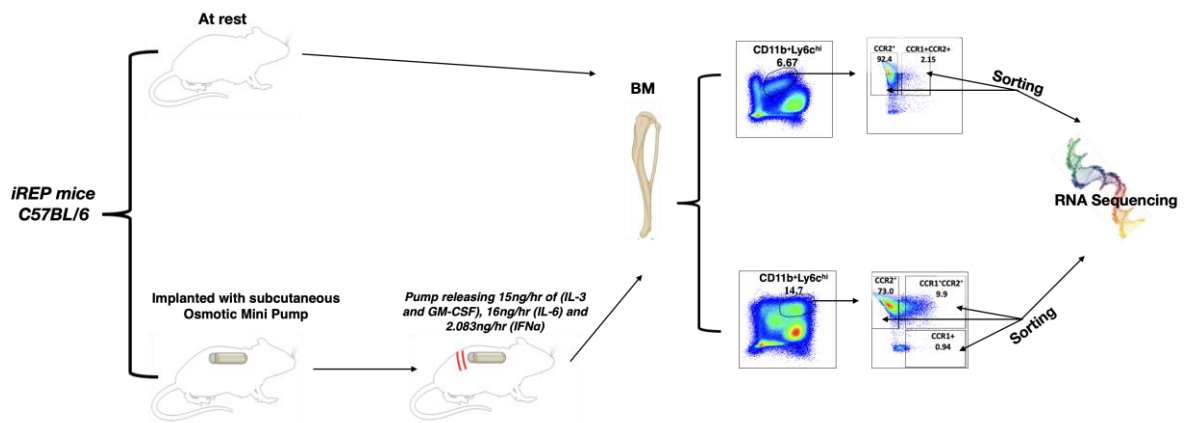 At rest
iREP mice
C57BL/6
Implanted with subcutaneous
Osmotic Mini Pump
Pump releasing 15ng/hr of (IL-3
and GM-CSF), 16ng/hr (IL-6) and
2.083ng/hr (IFNα)
BM
CD11b⁺Ly6cʰⁱ
6.67
CCR2⁺
92.4
CCR1+CCR2+
2.15
Sorting
RNA Sequencing
CD11b⁺Ly6cʰⁱ
14.7
CCR2⁺
73.0
CCR1⁺CCR2⁺
9.9
CCR1+
0.94
Sorting